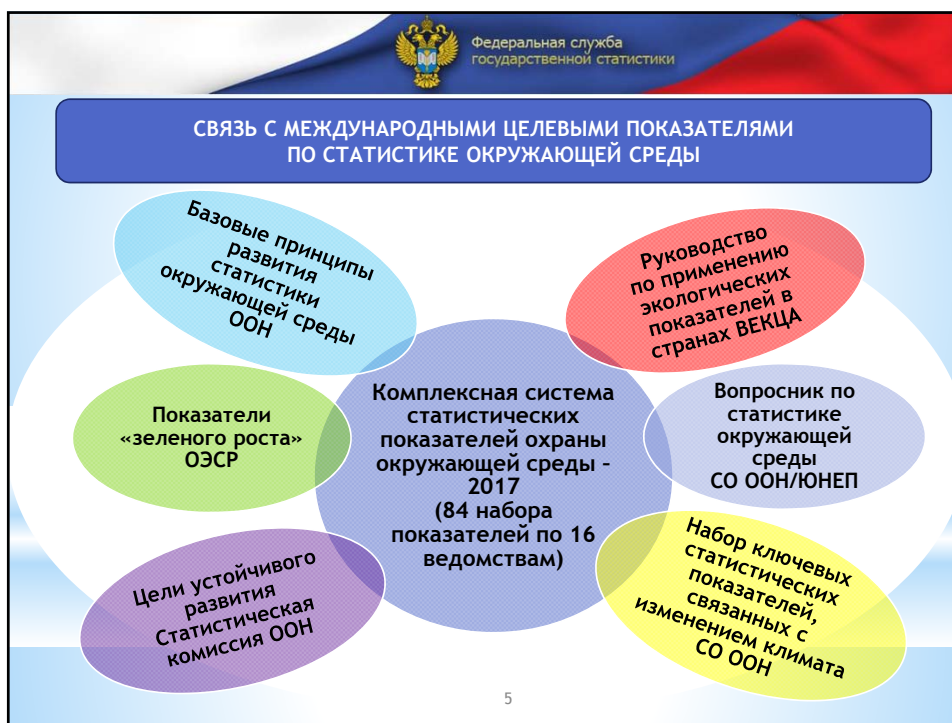 Федеральная служба
государственной статистики
СВЯЗЬ С МЕЖДУНАРОДНЫМИ ЦЕЛЕВЫМИ ПОКАЗАТЕЛЯМИ
ПО СТАТИСТИКЕ ОКРУЖАЮЩЕЙ СРЕДЫ
Базовые принципы
развития
статистики
окружающей среды
ООН
Руководство
по применению
экологических
показателей в
странах ВЕКЦА
Показатели
«зеленого роста»
ОЭСР
Комплексная система
статистических
показателей охраны
окружающей среды –
2017
(84 набора
показателей по 16
ведомствам)
Вопросник по
статистике
окружающей
среды
СО ООН/ЮНЕП
Цели устойчивого
развития
Статистическая
комиссия ООН
Набор ключевых
статистических
показателей,
связанных с
изменением климата
СО ООН
5